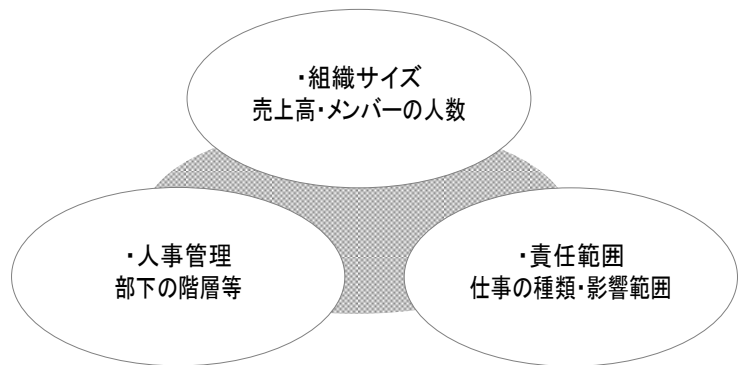 ・組織サイズ
売上高・メンバーの人数
・人事管理
部下の階層等
・責任範囲
仕事の種類・影響範囲